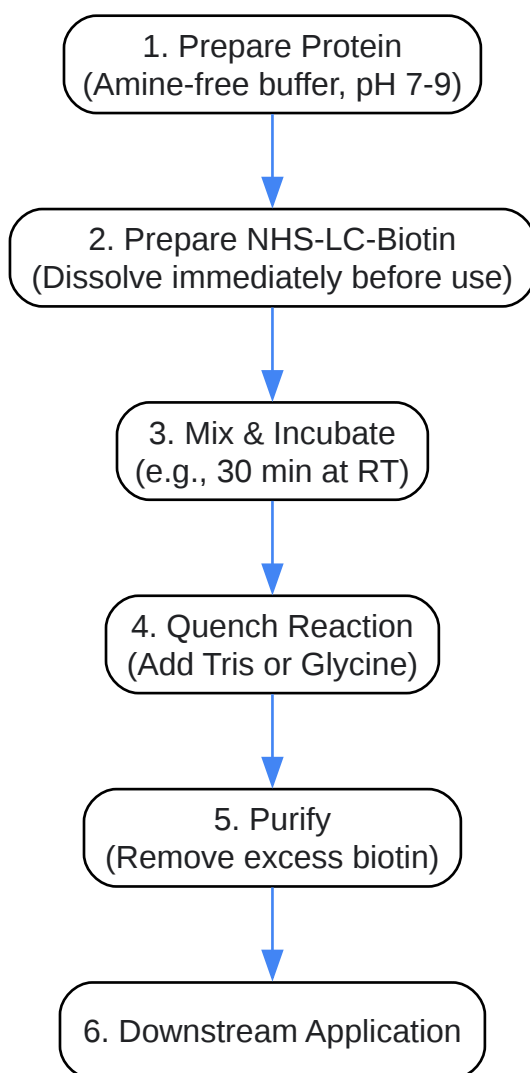 1. Prepare Protein
(Amine-free buffer, pH 7-9)
2. Prepare NHS-LC-Biotin
(Dissolve immediately before use)
3. Mix & Incubate
(e.g., 30 min at RT)
4. Quench Reaction
(Add Tris or Glycine)
5. Purify
(Remove excess biotin)
6. Downstream Application